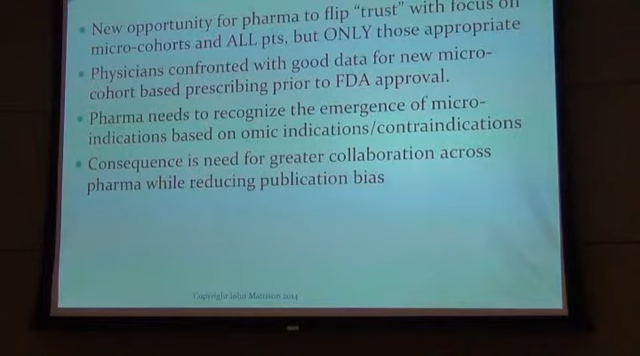 New opportunity for pharma to flip “trust” with focus on
micro-cohorts and ALL pts, but ONLY those appropriate
Physicians confronted with good data for new micro-
cohort based prescribing prior to FDA approval.
Pharma needs to recognize the emergence of micro-
indications based on omic indications/contraindications
Consequence is need for greater collaboration across
pharma while reducing publication bias
Copyright John Mattison 2014